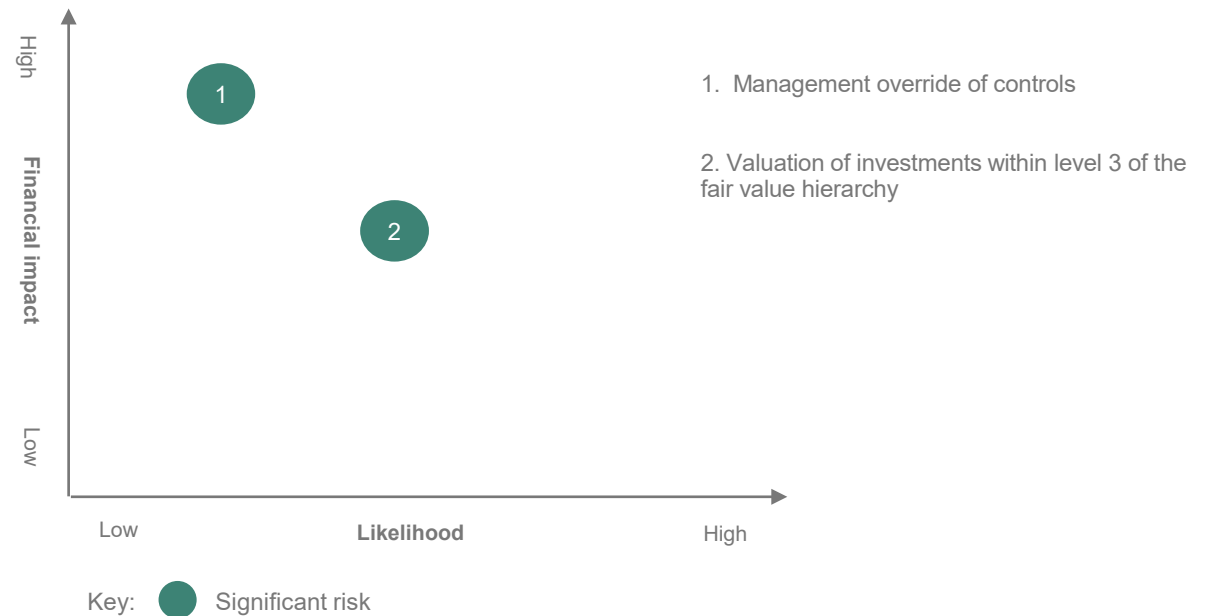 High
Financial impact
Low
1
2
Low
Likelihood
High
1. Management override of controls
2. Valuation of investments within level 3 of the
fair value hierarchy
Key:
Significant risk